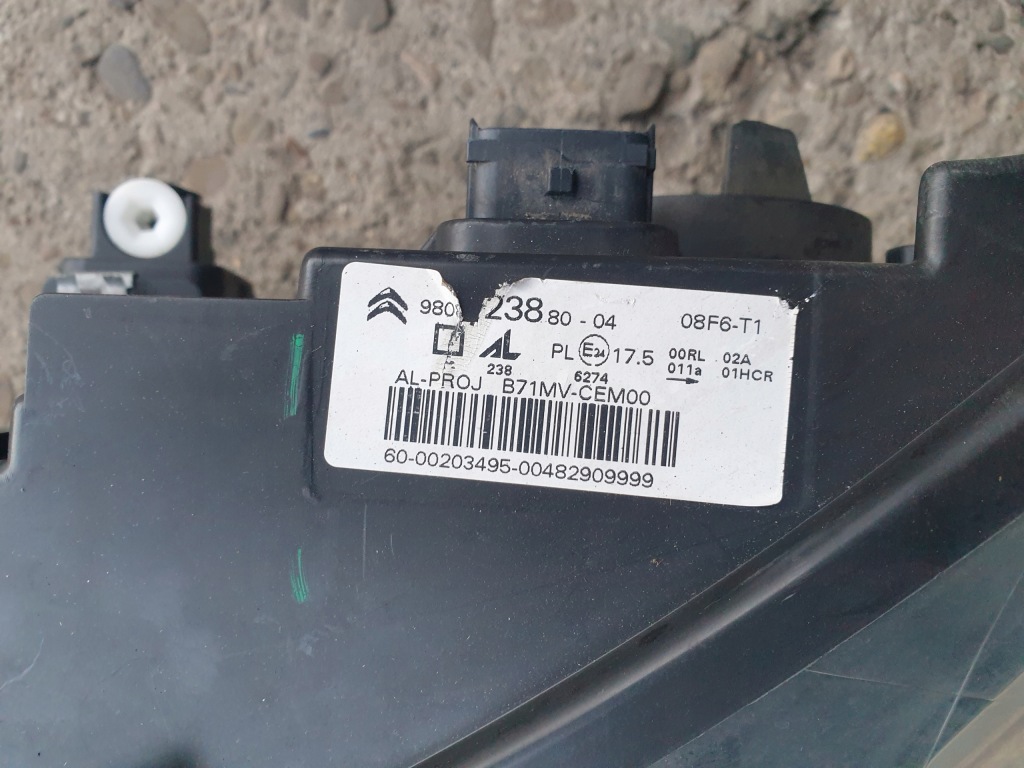 238 80 - 04 08F6-T1
AL PL E24 17.5 00RL 02A
238 6274 011a 01HCR
AL-PROJ B71MV-CEM00
60-00203495-00482909999